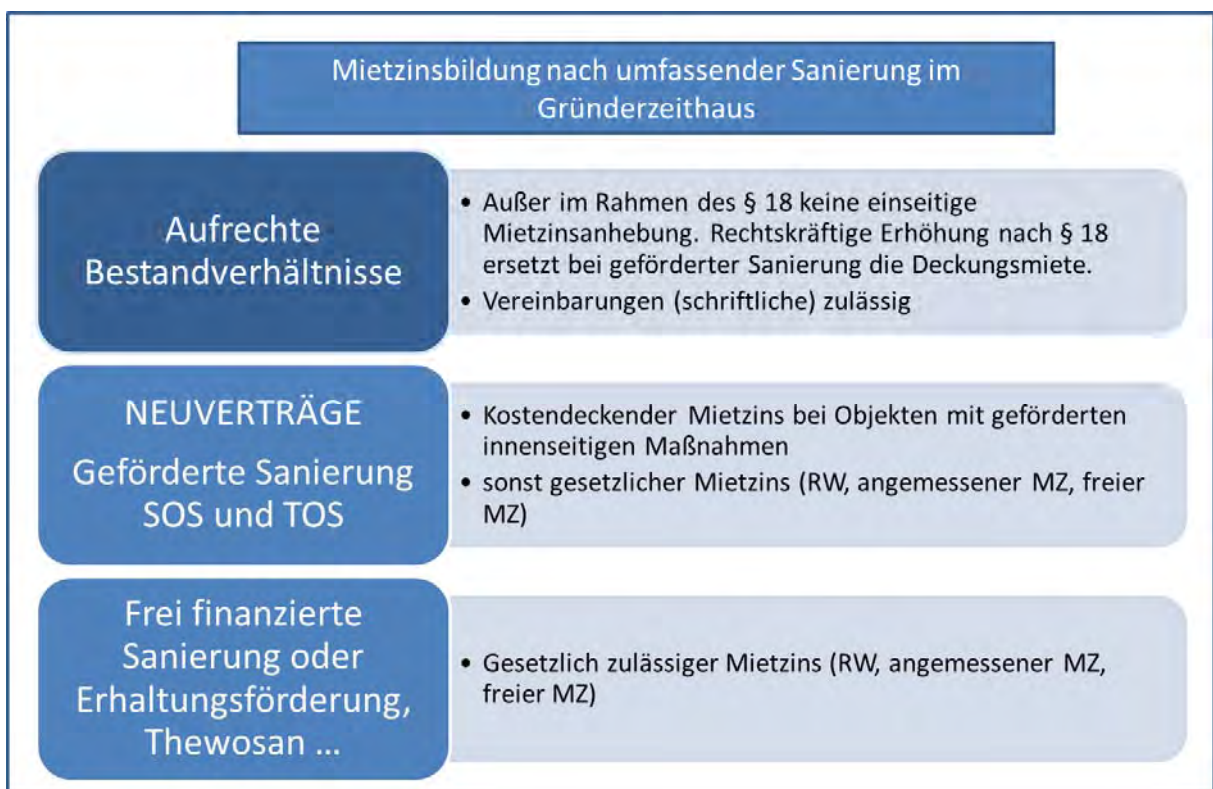 Mietzinsbildung nach umfassender Sanierung im
Gründerzeithaus
Aufrechte
Bestandverhältnisse
• Außer im Rahmen des § 18 keine einseitige
Mietzinsanhebung. Rechtskräftige Erhöhung nach § 18
ersetzt bei geförderter Sanierung die Deckungsmiete.
• Vereinbarungen (schriftliche) zulässig
NEUVERTRÄGE
Geförderte Sanierung
SOS und TOS
• Kostendeckender Mietzins bei Objekten mit geförderten
innenseitigen Maßnahmen
• sonst gesetzlicher Mietzins (RW, angemessener MZ, freier
MZ)
Frei finanzierte
Sanierung oder
Erhaltungsförderung,
Thewosan ...
• Gesetzlich zulässiger Mietzins (RW, angemessener MZ,
freier MZ)